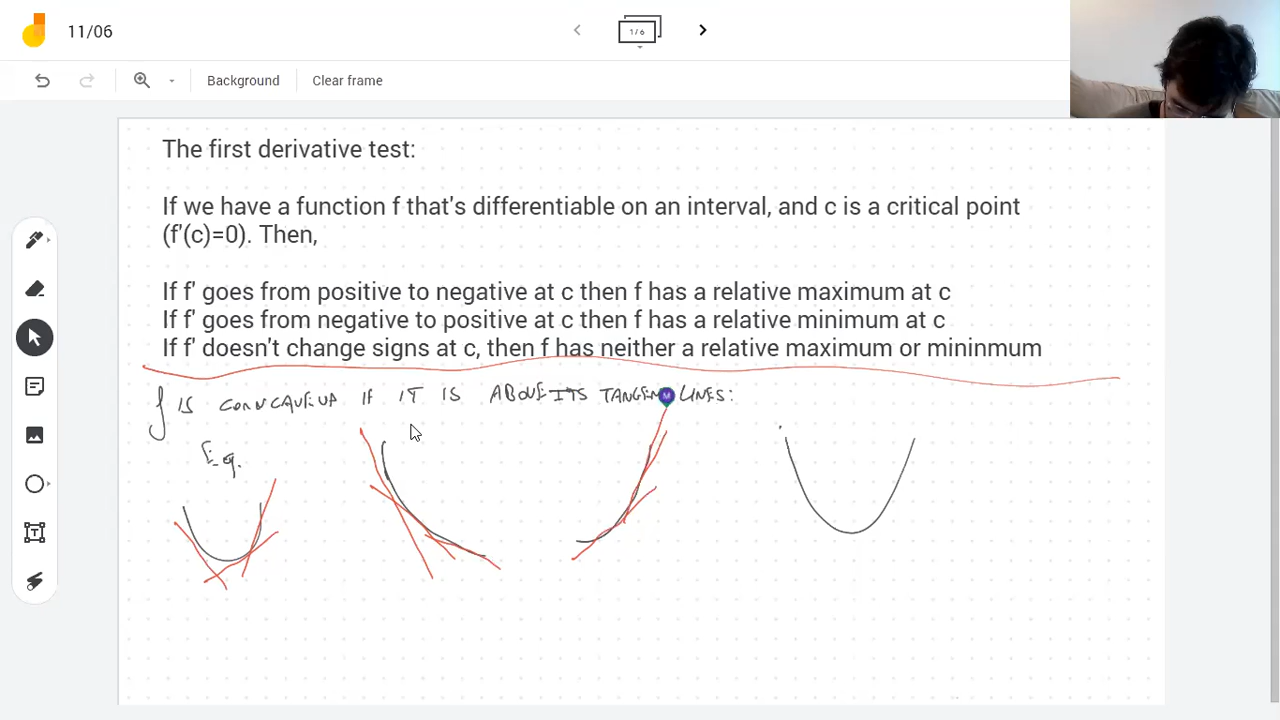 11/06
1/6
Background
Clear frame
The first derivative test:
If we have a function f that's differentiable on an interval, and c is a critical point
(f'(c)=0). Then,
If f' goes from positive to negative at c then f has a relative maximum at c
If f' goes from negative to positive at c then f has a relative minimum at c
If f' doesn't change signs at c, then f has neither a relative maximum or mininmum
f IS CONCAVE UP IF IT IS ABOVE ITS TANGENT LINES:
M
E.g.